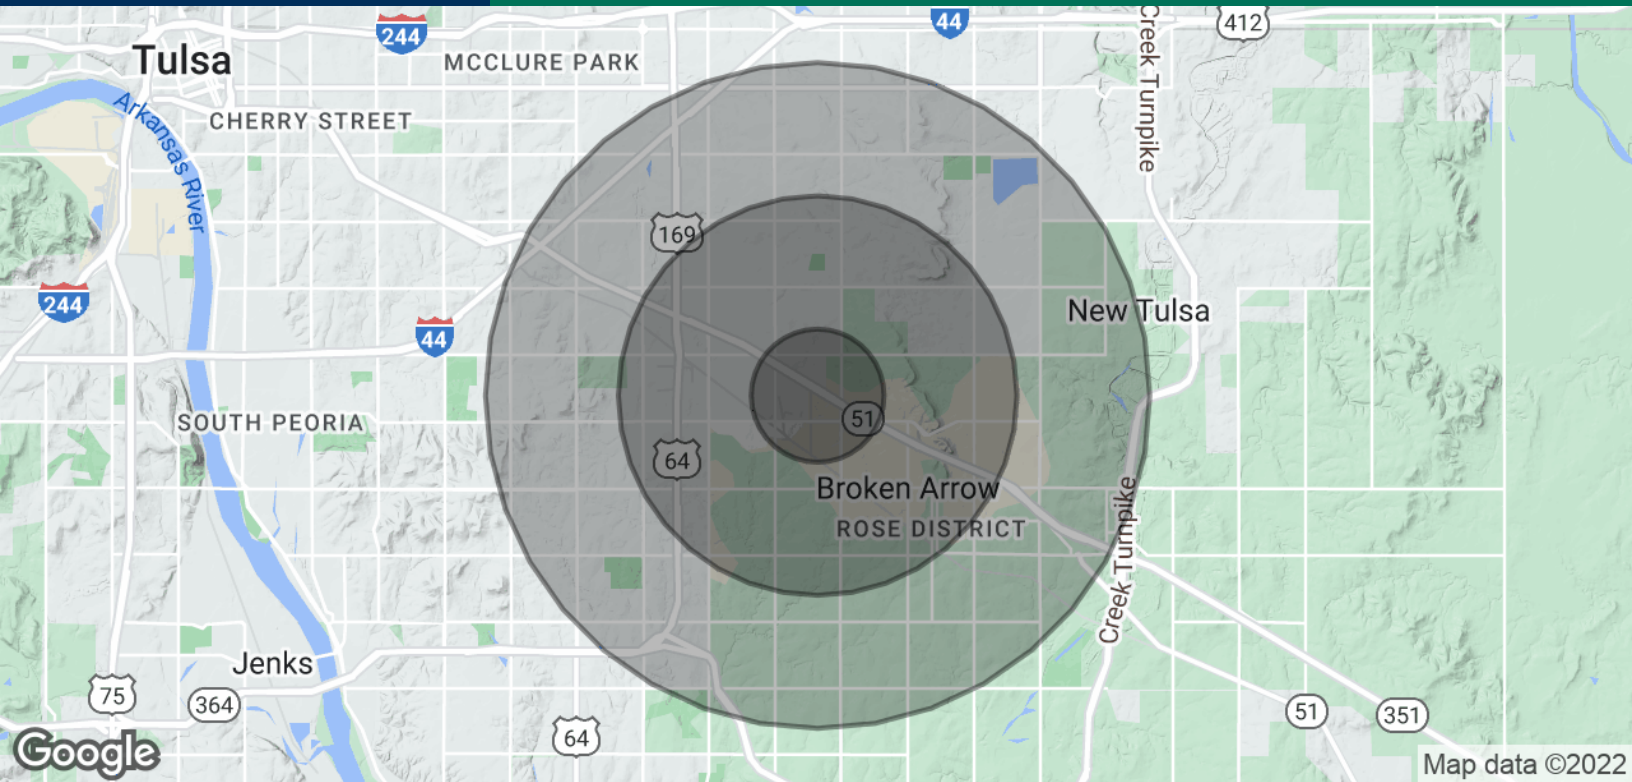 44
412
244
Tulsa
MCCLURE PARK
Creek Turnpike
Arkansas River
CHERRY STREET
169
244
New Tulsa
44
51
SOUTH PEORIA
64
Broken Arrow
ROSE DISTRICT
Creek Turnpike
Jenks
75
364
51
351
64
Google
Map data ©2022